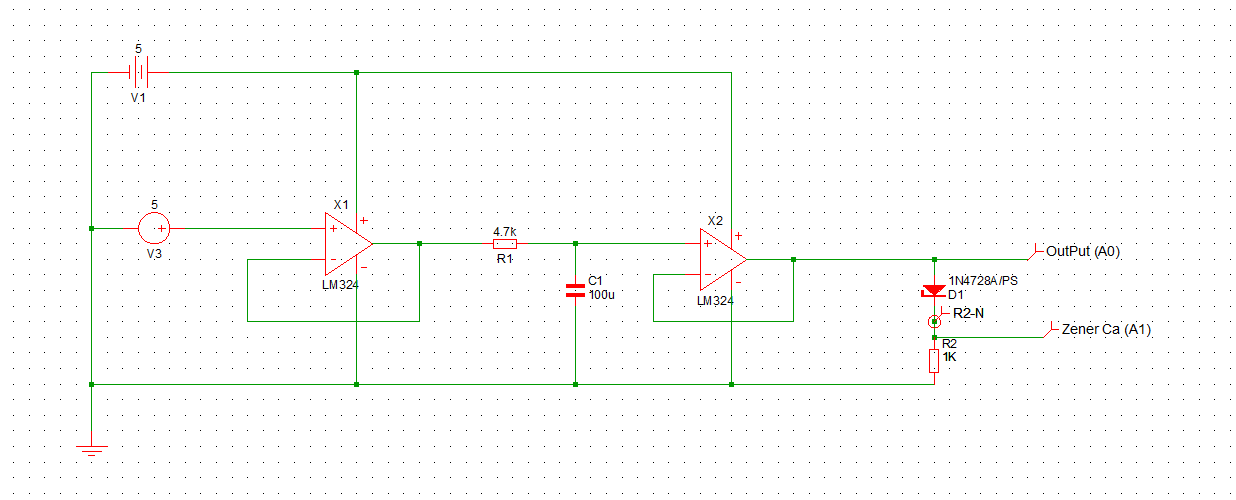 5
V1
5
V3
X1
LM324
4.7k
R1
C1
100u
X2
LM324
OutPut (A0)
1N4728A/PS
D1
R2-N
Zener Ca (A1)
R2
1K